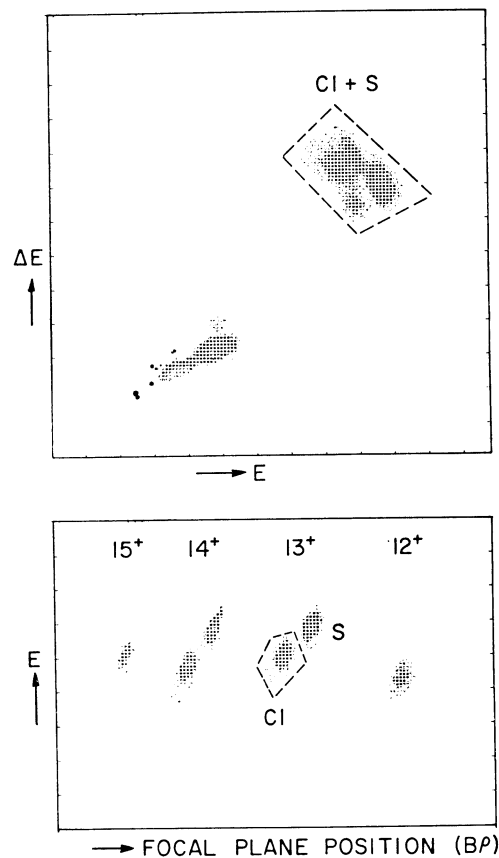 Cl + S
ΔE
E
15+ 14+ 13+ 12+
E
S
Cl
FOCAL PLANE POSITION (Bρ)